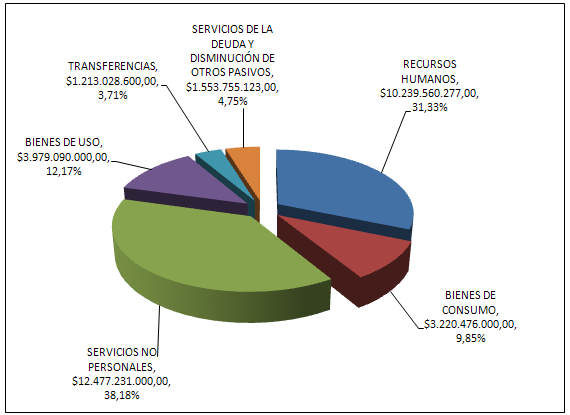 SERVICIOS DE LA
DEUDA Y
DISMINUCIÓN DE
OTROS PASIVOS,
$1.553.755.123,00,
4,75%
TRANSFERENCIAS,
$1.213.028.600,00,
3,71%
RECURSOS
HUMANOS,
$10.239.560.277,00,
31,33%
BIENES DE USO,
$3.979.090.000,00,
12,17%
BIENES DE
CONSUMO,
$3.220.476.000,00,
9,85%
SERVICIOS NO
PERSONALES,
$12.477.231.000,00,
38,18%